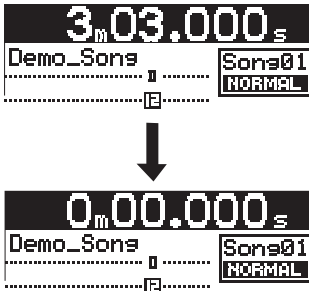 3m03.000s
Demo_Song
Song01
NORMAL
E
0m00.000s
Demo_Song
Song01
NORMAL
E